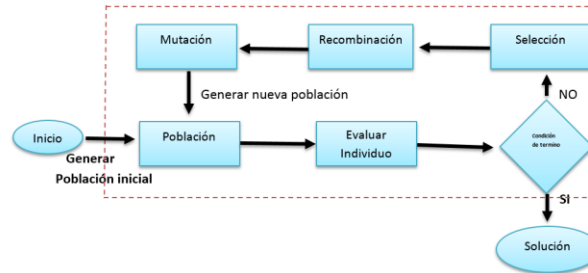 Mutación
Recombinación
Selección
Generar nueva población
NO
Inicio
Población
Evaluar
Individuo
Condición
de termino
Generar
Población inicial
SI
Solución